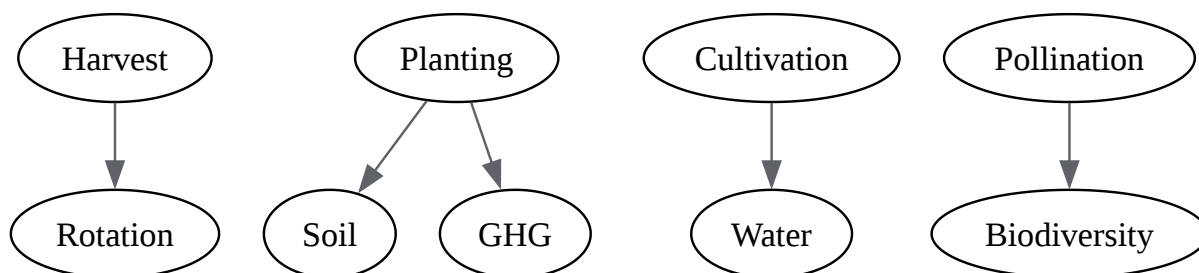 Harvest
Planting
Cultivation
Pollination
Rotation
Soil
GHG
Water
Biodiversity